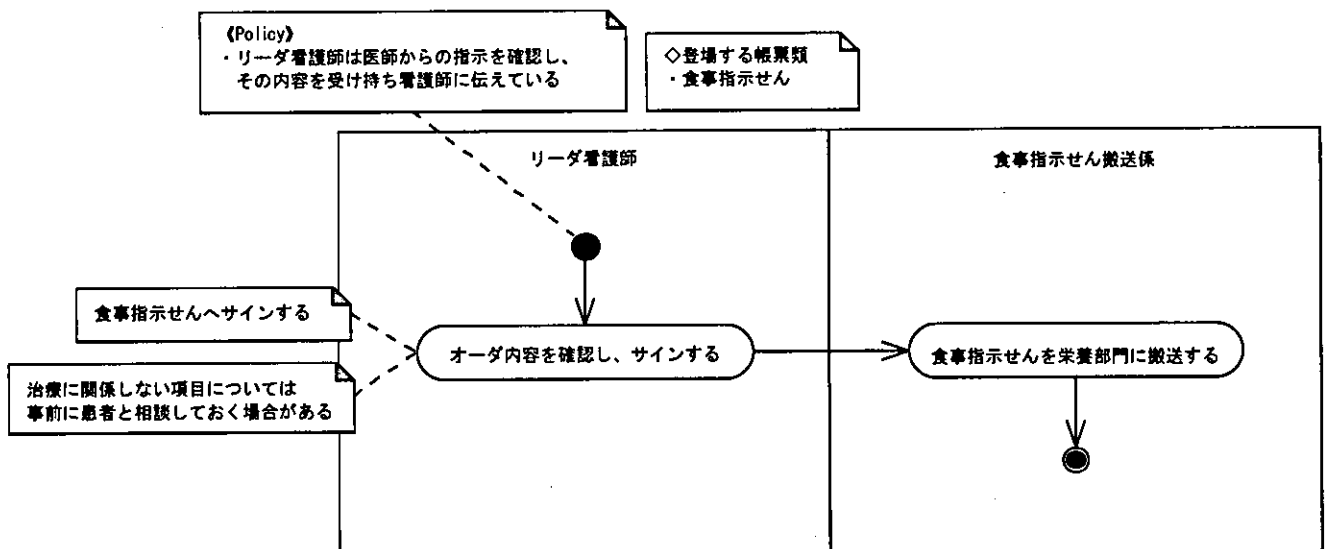 《Policy》
・リーダ看護師は医師からの指示を確認し、
その内容を受け持ち看護師に伝えている
◇登場する帳票類
・食事指示せん
リーダ看護師
食事指示せん搬送係
食事指示せんへサインする
オーダ内容を確認し、サインする
食事指示せんを栄養部門に搬送する
治療に関係しない項目については
事前に患者と相談しておく場合がある